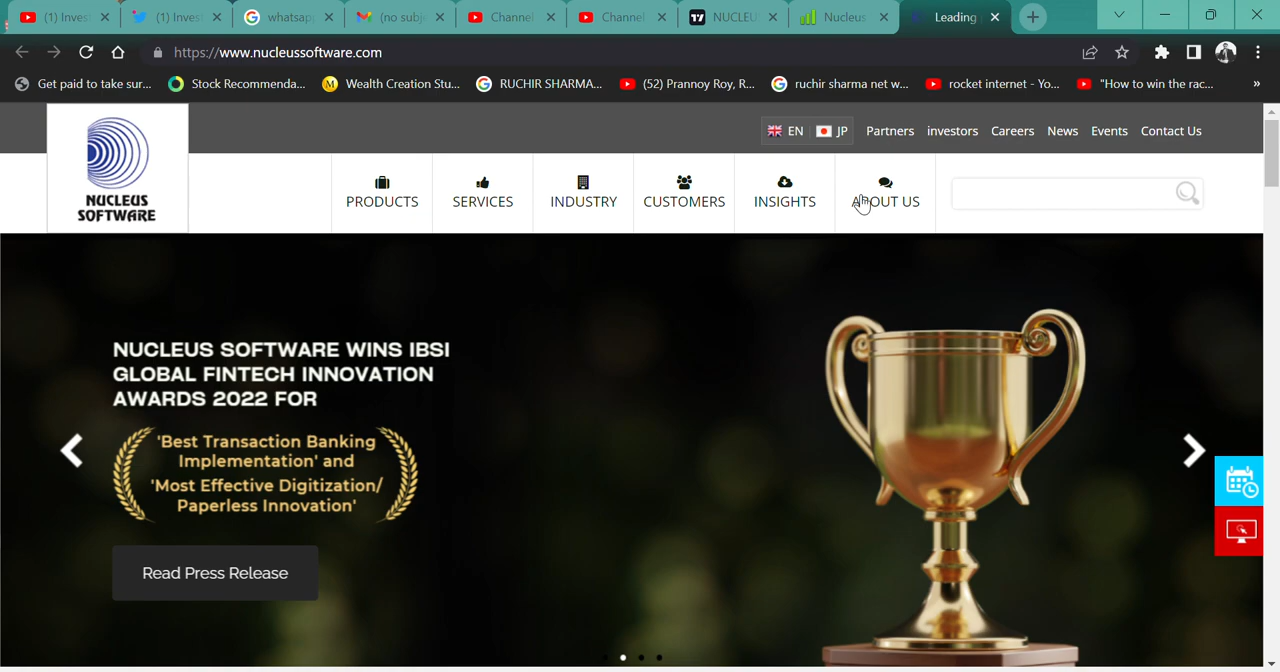 (1) Invest
(1) Invest
whatsap
(no subj
Channel
Channel
NUCLEU
Nucleus
Leading
https://www.nucleussoftware.com
Get paid to take sur...
Stock Recommenda...
Wealth Creation Stu...
RUCHIR SHARMA...
(52) Prannoy Roy, R...
ruchir sharma net w...
rocket internet - Yo...
"How to win the rac...
»
EN JP Partners investors Careers News Events Contact Us
NUCLEUS
SOFTWARE
PRODUCTS SERVICES INDUSTRY CUSTOMERS INSIGHTS ABOUT US
NUCLEUS SOFTWARE WINS IBSI
GLOBAL FINTECH INNOVATION
AWARDS 2022 FOR
'Best Transaction Banking
Implementation' and
'Most Effective Digitization/
Paperless Innovation'
Read Press Release